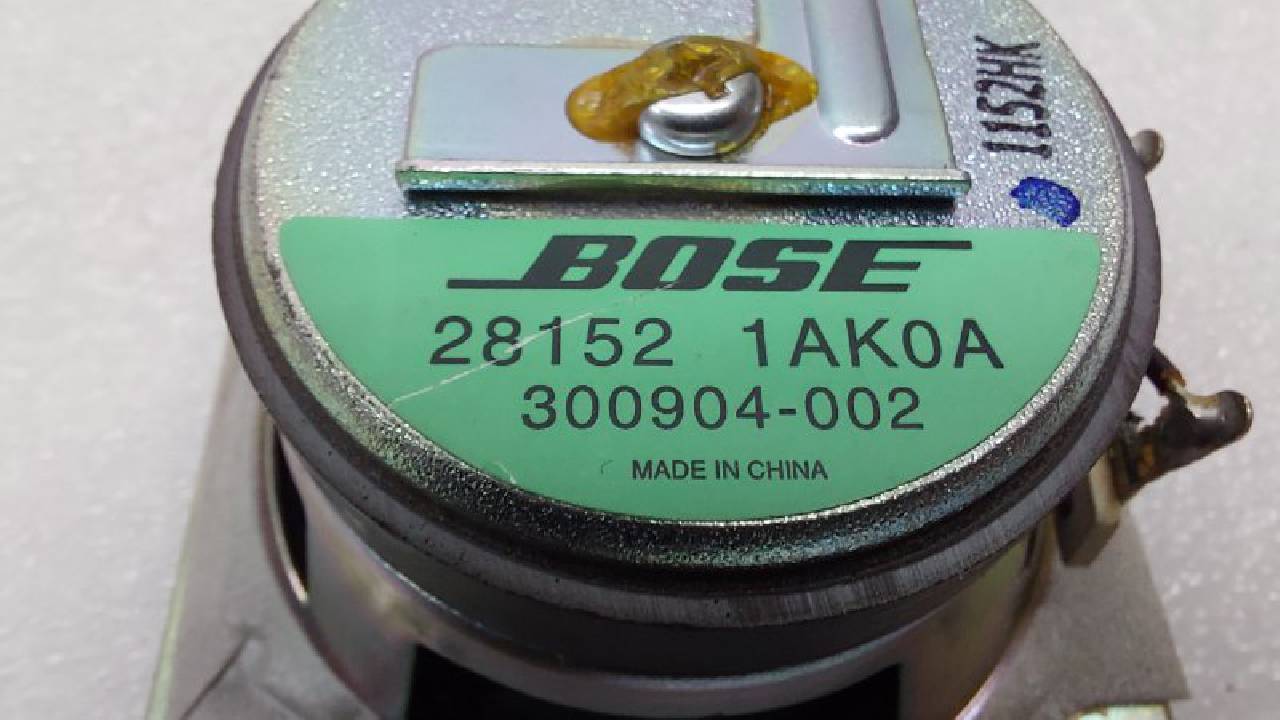 1152HK
BOSE
28152 1AK0A
300904-002
MADE IN CHINA